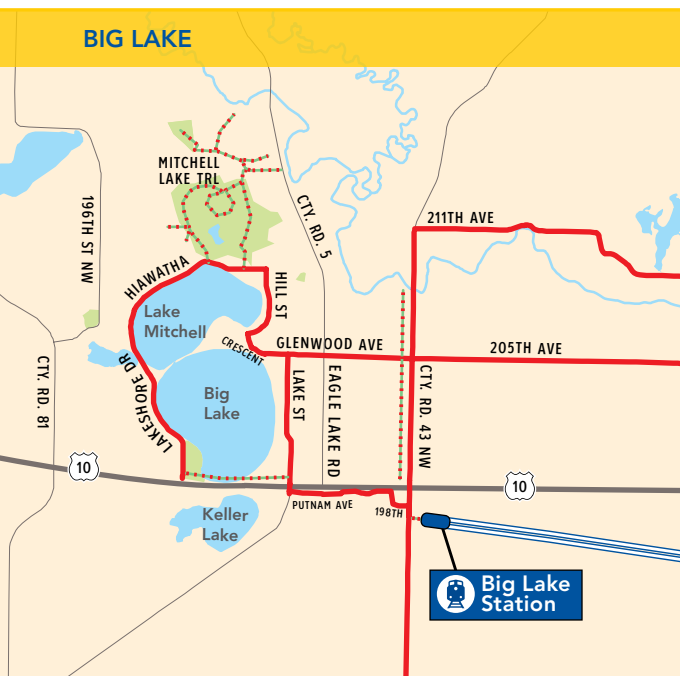 BIG LAKE
MITCHELL
LAKE TRL
196TH ST NW
CTY. RD. 5
211TH AVE
HIAWATHA
HILL ST
Lake
Mitchell
CRESCENT
GLENWOOD AVE
205TH AVE
CTY. RD. 81
LAKESHORE DR
Big
Lake
LAKE ST
EAGLE LAKE RD
CTY. RD. 43 NW
10
10
PUTNAM AVE
198TH
Keller
Lake
Big Lake
Station